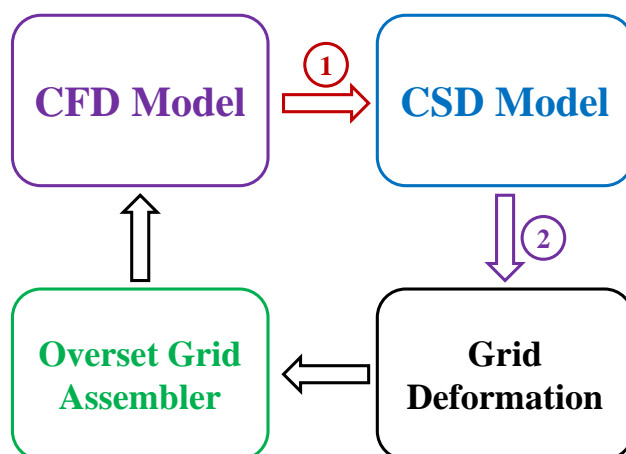 CFD Model
1
CSD Model
2
Overset Grid
Assembler
Grid
Deformation